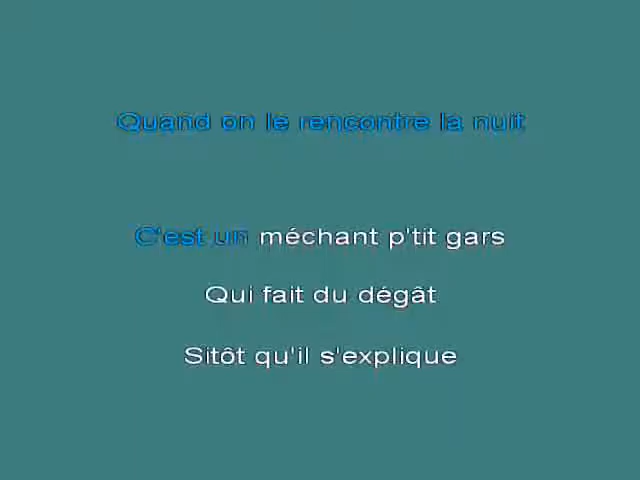 Quand on le rencontre la nuit
C'est un méchant p'tit gars
Qui fait du dégât
Sitôt qu'il s'explique